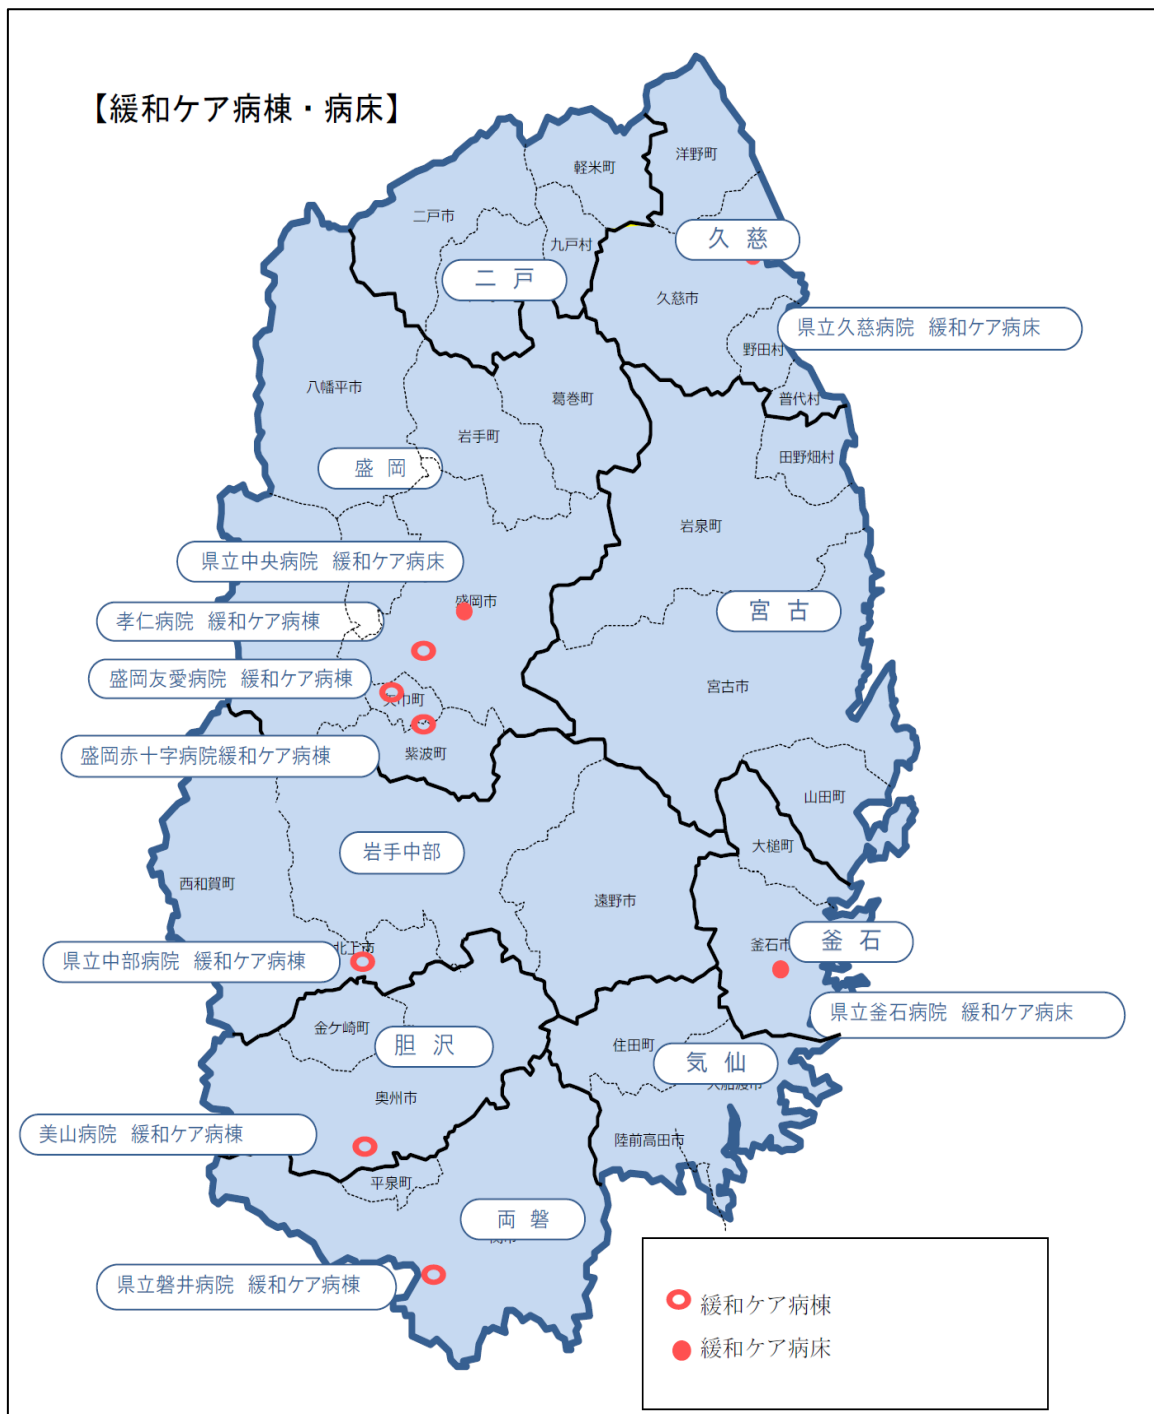 【緩和ケア病棟・病床】
洋野町
軽米町
二戸市
九戸村
久 慈
二 戸
久慈市
県立久慈病院 緩和ケア病床
野田村
八幡平市
葛巻町
普代村
岩手町
田野畑村
盛 岡
岩泉町
県立中央病院 緩和ケア病床
盛岡市
宮 古
孝仁病院 緩和ケア病棟
盛岡友愛病院 緩和ケア病棟
宮古市
矢巾町
盛岡赤十字病院緩和ケア病棟
紫波町
山田町
大槌町
岩手中部
西和賀町
遠野市
北上市
釜石市
釜 石
県立中部病院 緩和ケア病棟
県立釜石病院 緩和ケア病床
金ケ崎町
胆 沢
住田町
気 仙
大船渡市
奥州市
美山病院 緩和ケア病棟
陸前高田市
平泉町
両 磐
県立磐井病院 緩和ケア病棟
緩和ケア病棟
緩和ケア病床